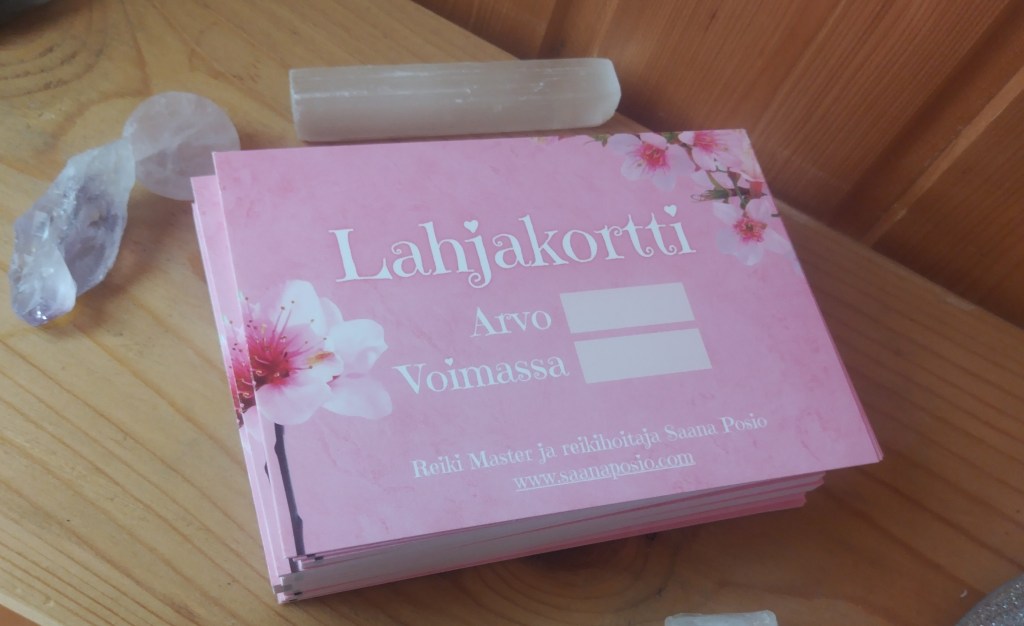 Lahjakortti
Arvo
Voimassa
Reiki Master ja reikihoitaja Saana Posio
www.saanaposio.com